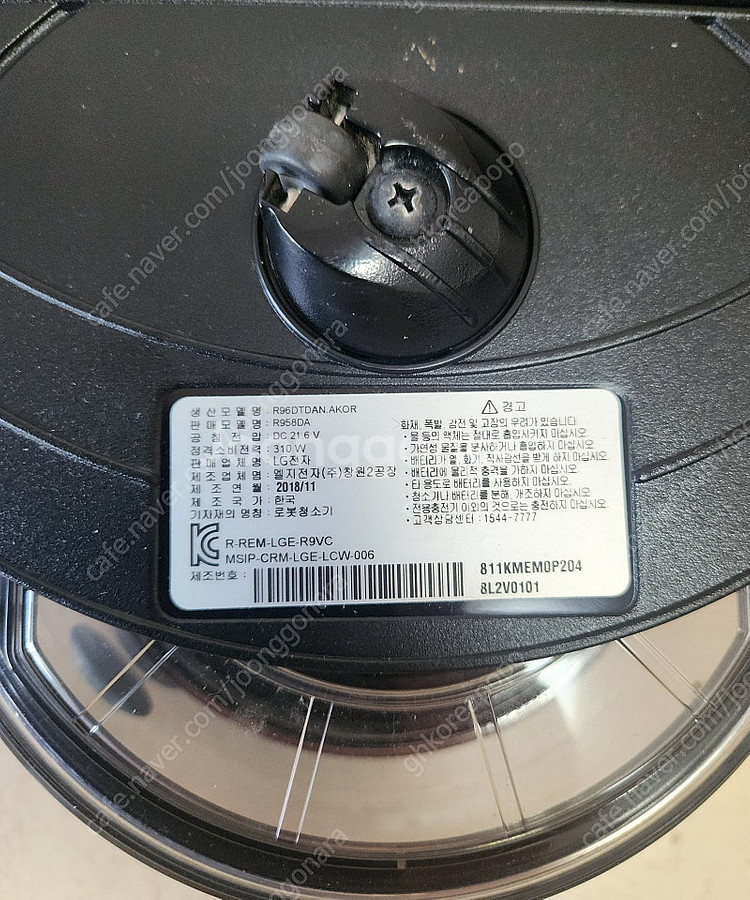 생산모델명 : R96DTDAN.AKOR
판매모델명 : R958DA
공칭전압 : DC 21.6 V
정격소비전력 : 310 W
판매업체명 : LG전자
제조업체명 : 엘지전자(주)창원2공장
제조연월 : 2018/11
제조국가 : 한국
기자재의 명칭 : 로봇청소기
⚠ 경고
화재, 폭발, 감전 및 고장의 우려가 있습니다.
· 물 등의 액체는 절대로 흡입시키지 마십시오.
· 가연성 물질을 분사하거나 흡입하지 마십시오.
· 배터리가 열, 화기, 직사광선을 받게 하지 마십시오.
· 배터리에 물리적 충격을 가하지 마십시오.
· 타 용도로 배터리를 사용하지 마십시오.
· 청소기나 배터리를 분해, 개조하지 마십시오.
· 전용충전기 이외의 것으로는 충전하지 마십시오.
· 고객상담센터 : 1544-7777
R-REM-LGE-R9VC
MSIP-CRM-LGE-LCW-006
제조번호 :
811KMEM0P204
8L2V0101
cafe.naver.com/joonggonara
ghkoreapopo